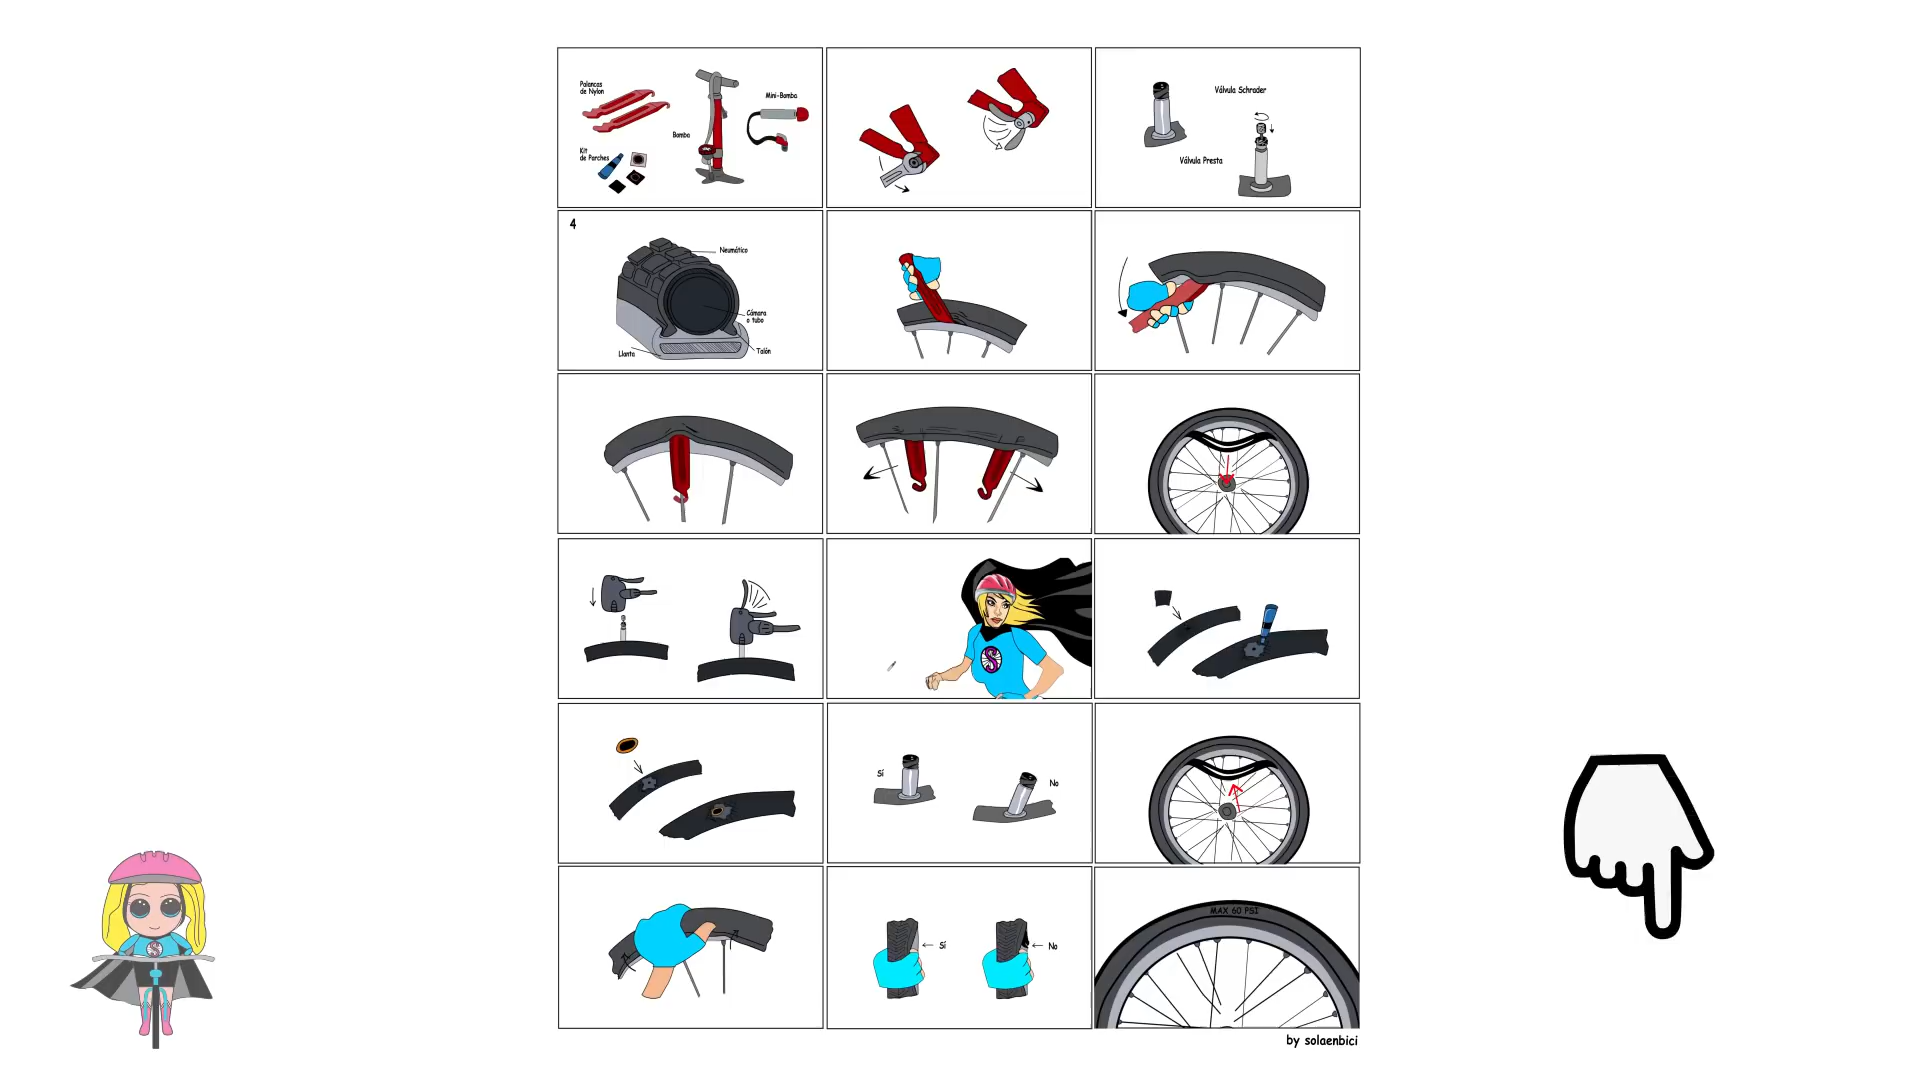 Palancas
de Nylon
Bomba
Mini-Bomba
Kit
de Parches
Válvula Schrader
Válvula Presta
4
Neumático
Cámara
o tubo
Talón
Llanta
S
Sí
No
Sí
No
MAX 60 PSI
by solaenbici
S